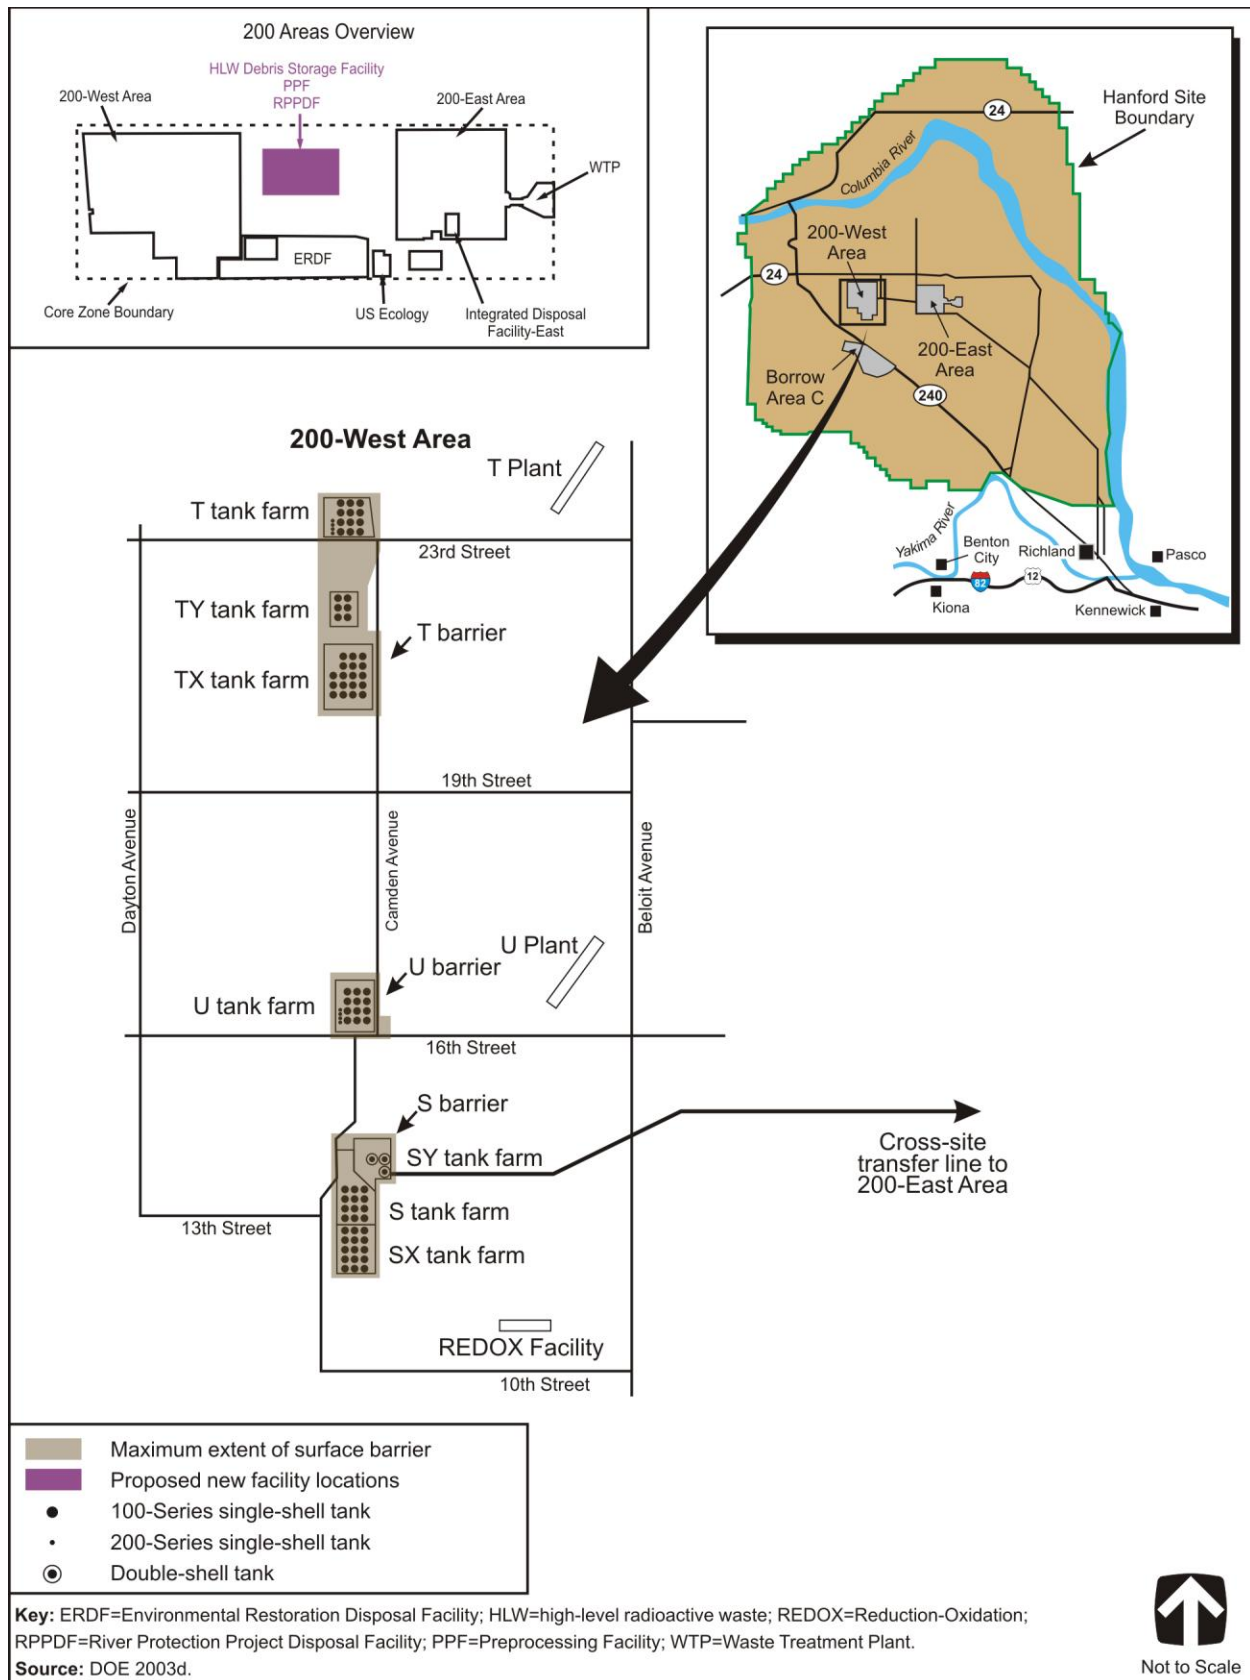 200 Areas Overview
HLW Debris Storage Facility
PPF
RPPDF
200-West Area
200-East Area
WTP
ERDF
Core Zone Boundary
US Ecology
Integrated Disposal
Facility-East
24
Hanford Site
Boundary
Columbia River
200-West
Area
24
200-East
Area
Borrow
Area C
240
Yakima River
Benton
City
Richland
Pasco
82
12
Kiona
Kennewick
200-West Area
T Plant
T tank farm
23rd Street
TY tank farm
T barrier
TX tank farm
19th Street
Dayton Avenue
Camden Avenue
Beloit Avenue
U Plant
U barrier
U tank farm
16th Street
S barrier
SY tank farm
Cross-site
transfer line to
200-East Area
S tank farm
13th Street
SX tank farm
REDOX Facility
10th Street
Maximum extent of surface barrier
Proposed new facility locations
100-Series single-shell tank
200-Series single-shell tank
Double-shell tank
Key: ERDF=Environmental Restoration Disposal Facility; HLW=high-level radioactive waste; REDOX=Reduction-Oxidation;
RPPDF=River Protection Project Disposal Facility; PPF=Preprocessing Facility; WTP=Waste Treatment Plant.
Source: DOE 2003d.
Not to Scale